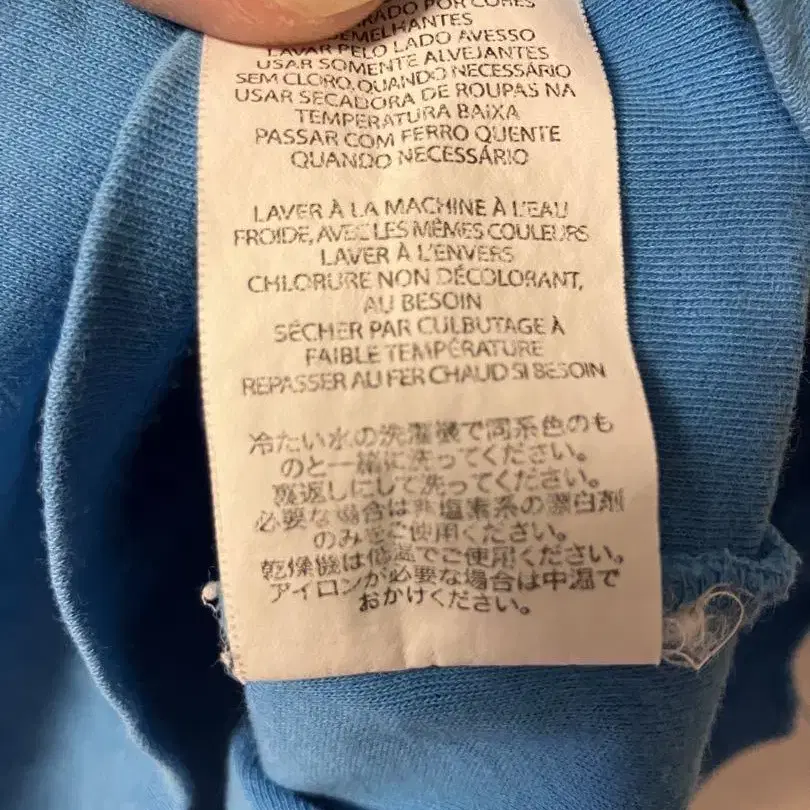 POR CORES
SEMELHANTES
LAVAR PELO LADO AVESSO
USAR SOMENTE ALVEJANTES
SEM CLORO, QUANDO NECESSÁRIO
USAR SECADORA DE ROUPAS NA
TEMPERATURA BAIXA
PASSAR COM FERRO QUENTE
QUANDO NECESSÁRIO
LAVER À LA MACHINE À L'EAU
FROIDE, AVEC LES MÊMES COULEURS
LAVER À L'ENVERS
CHLORURE NON DÉCOLORANT,
AU BESOIN
SÉCHER PAR CULBUTAGE À
FAIBLE TEMPÉRATURE
REPASSER AU FER CHAUD SI BESOIN
冷たい水の洗濯機で同系色のも
のと一緒に洗ってください。
裏返しにして洗ってください。
必要な場合は非塩素系の漂白剤
のみをご使用ください。
乾燥機は低温でご使用ください。
アイロンが必要な場合は中温で
おかけください。